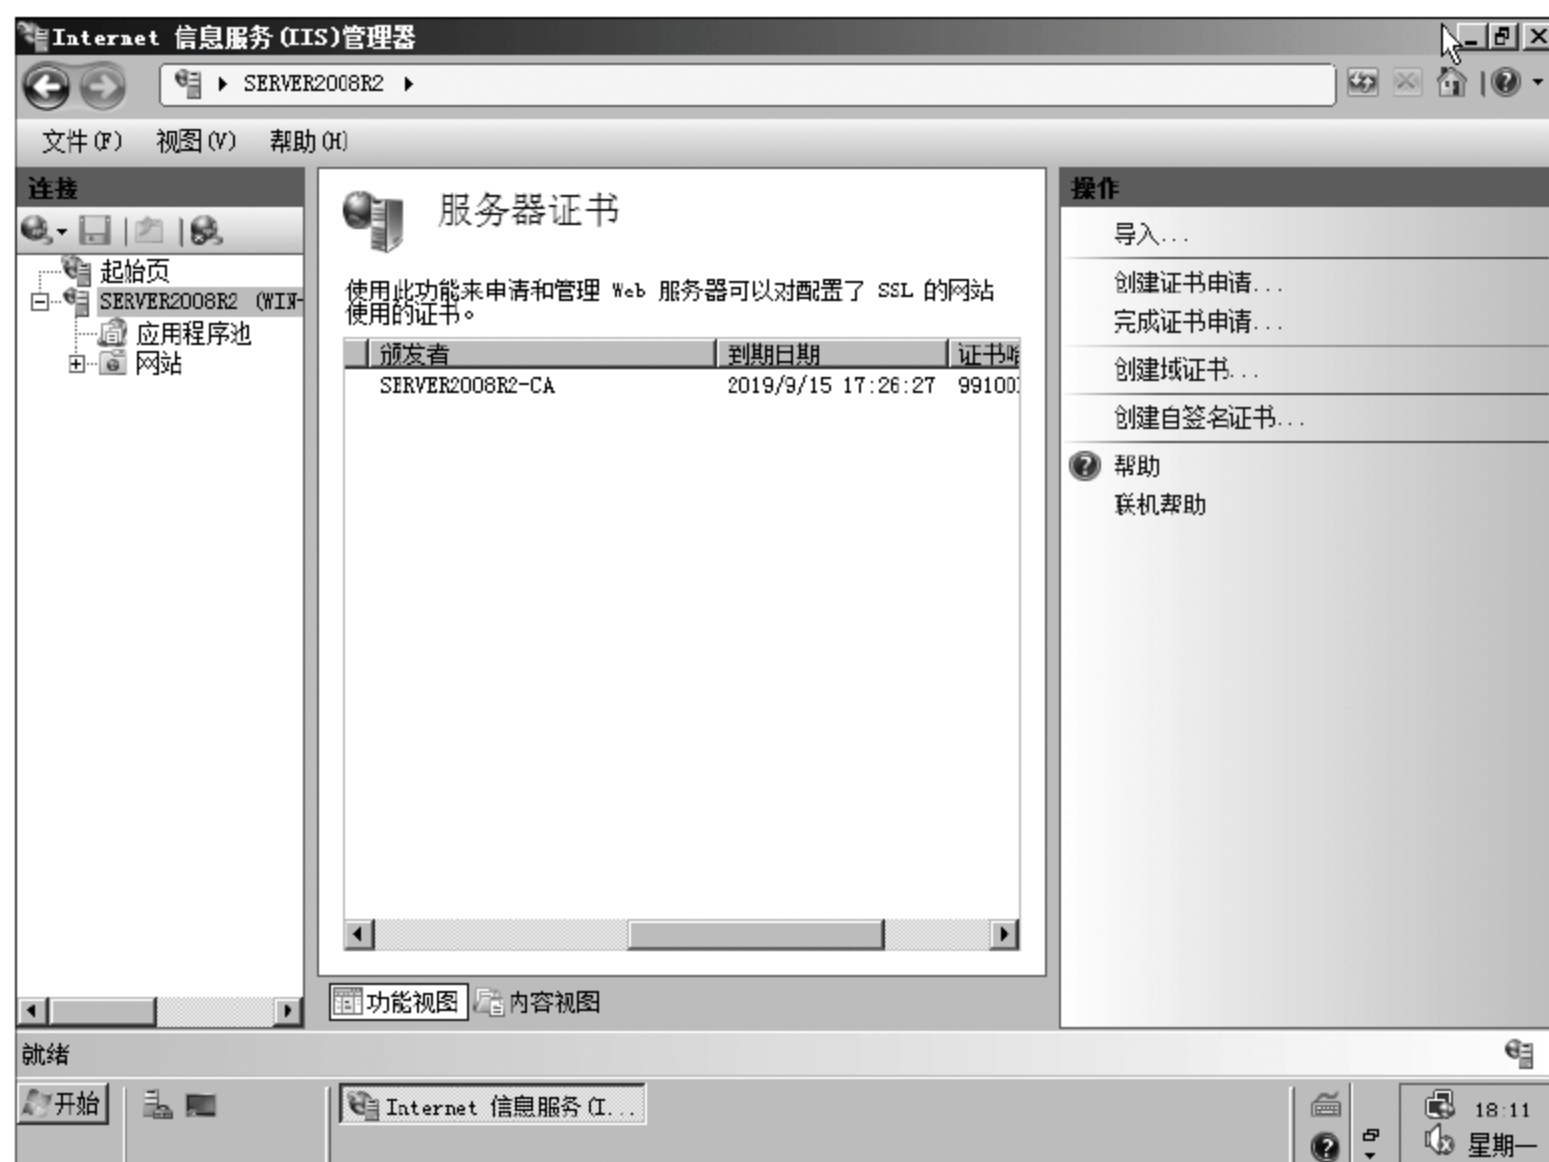 Internet 信息服务(IIS)管理器
SERVER2008R2
文件(F) 视图(V) 帮助(H)
连接
起始页
SERVER2008R2 (WIN-
应用程序池
网站
服务器证书
使用此功能来申请和管理 Web 服务器可以对配置了 SSL 的网站
使用的证书。
颁发者 到期日期 证书
SERVER2008R2-CA 2019/9/15 17:26:27 99100
功能视图 内容视图
操作
导入...
创建证书申请...
完成证书申请...
创建域证书...
创建自签名证书...
帮助
联机帮助
就绪
开始
Internet 信息服务(I...
18:11
星期一